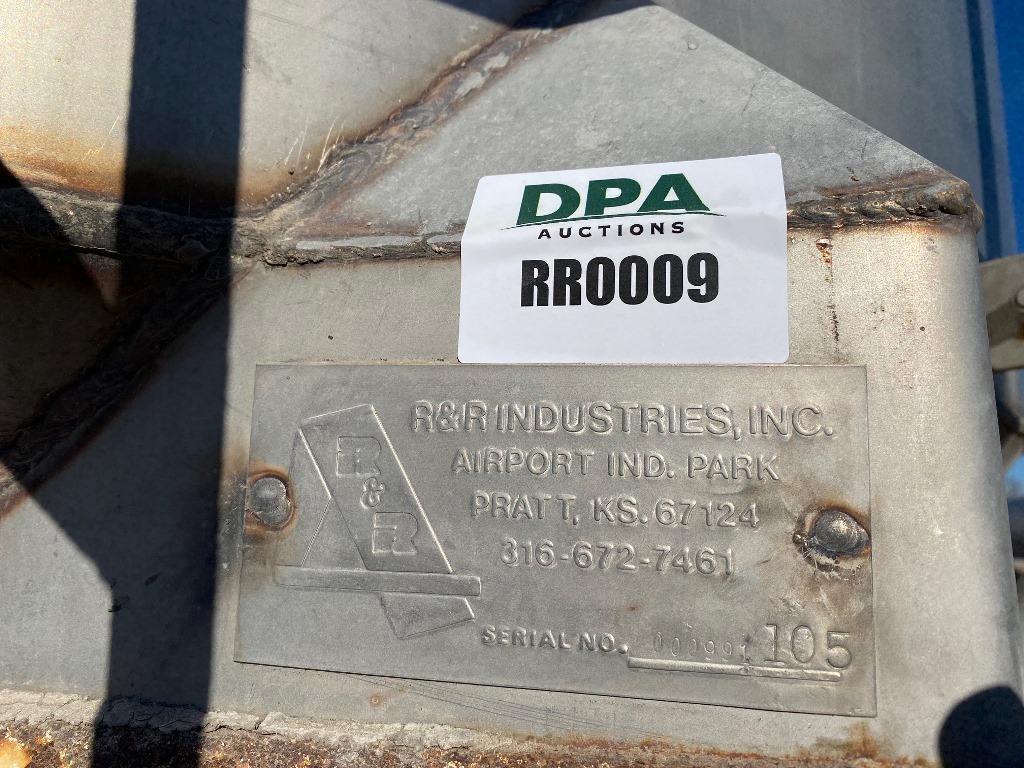 DPA
AUCTIONS
RR0009
R&R INDUSTRIES, INC.
AIRPORT IND. PARK
PRATT, KS. 67124
316-672-7461
SERIAL NO. 105
R
&
R